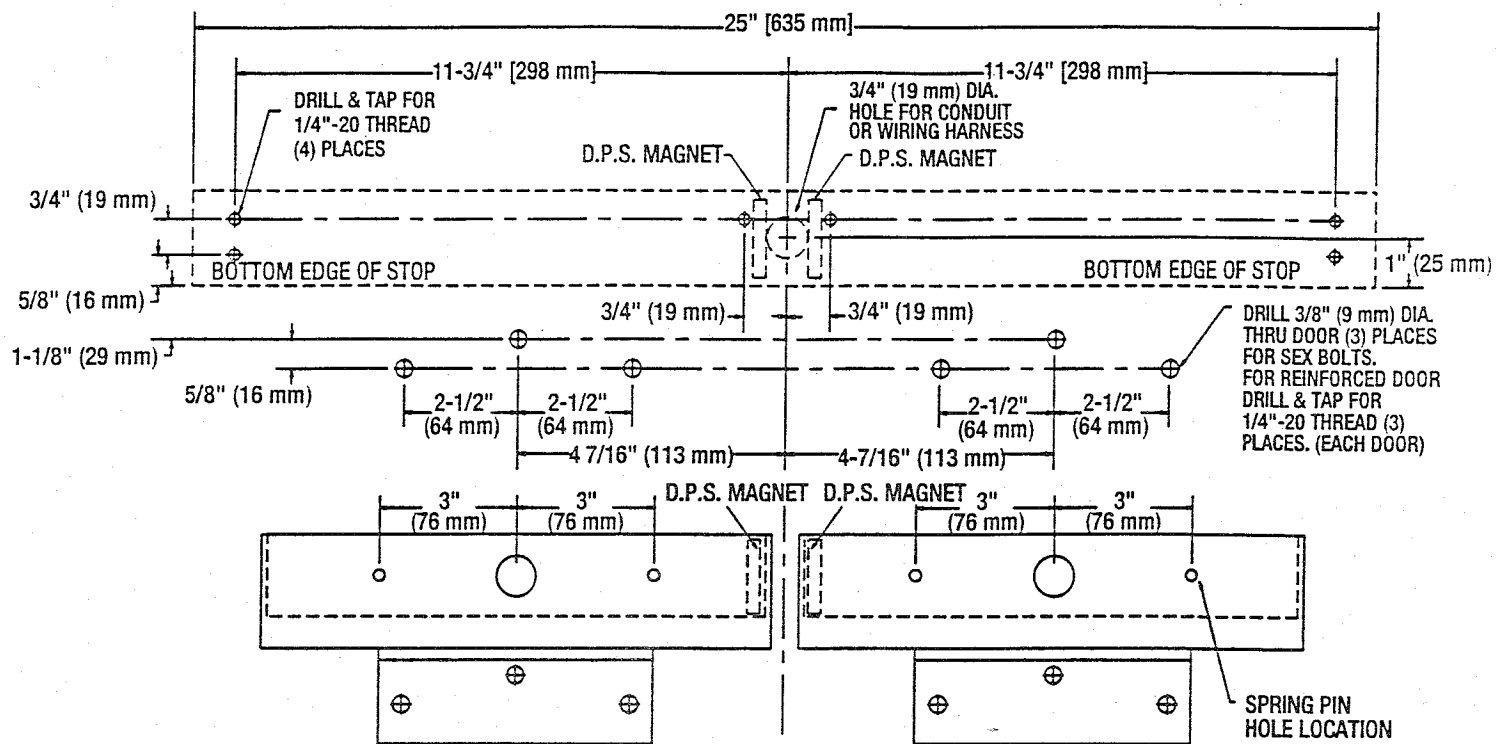 25" [635 mm]
11-3/4" [298 mm]
11-3/4" [298 mm]
DRILL & TAP FOR
1/4"-20 THREAD
(4) PLACES
3/4" (19 mm) DIA.
HOLE FOR CONDUIT
OR WIRING HARNESS
D.P.S. MAGNET
D.P.S. MAGNET
3/4" (19 mm)
BOTTOM EDGE OF STOP
BOTTOM EDGE OF STOP
1" (25 mm)
5/8" (16 mm)
3/4" (19 mm)
3/4" (19 mm)
1-1/8" (29 mm)
5/8" (16 mm)
DRILL 3/8" (9 mm) DIA.
THRU DOOR (3) PLACES
FOR SEX BOLTS.
FOR REINFORCED DOOR
DRILL & TAP FOR
1/4"-20 THREAD (3)
PLACES. (EACH DOOR)
2-1/2"
(64 mm)
2-1/2"
(64 mm)
2-1/2"
(64 mm)
2-1/2"
(64 mm)
4 7/16" (113 mm)
4-7/16" (113 mm)
D.P.S. MAGNET
D.P.S. MAGNET
3"
(76 mm)
3"
(76 mm)
3"
(76 mm)
3"
(76 mm)
SPRING PIN
HOLE LOCATION